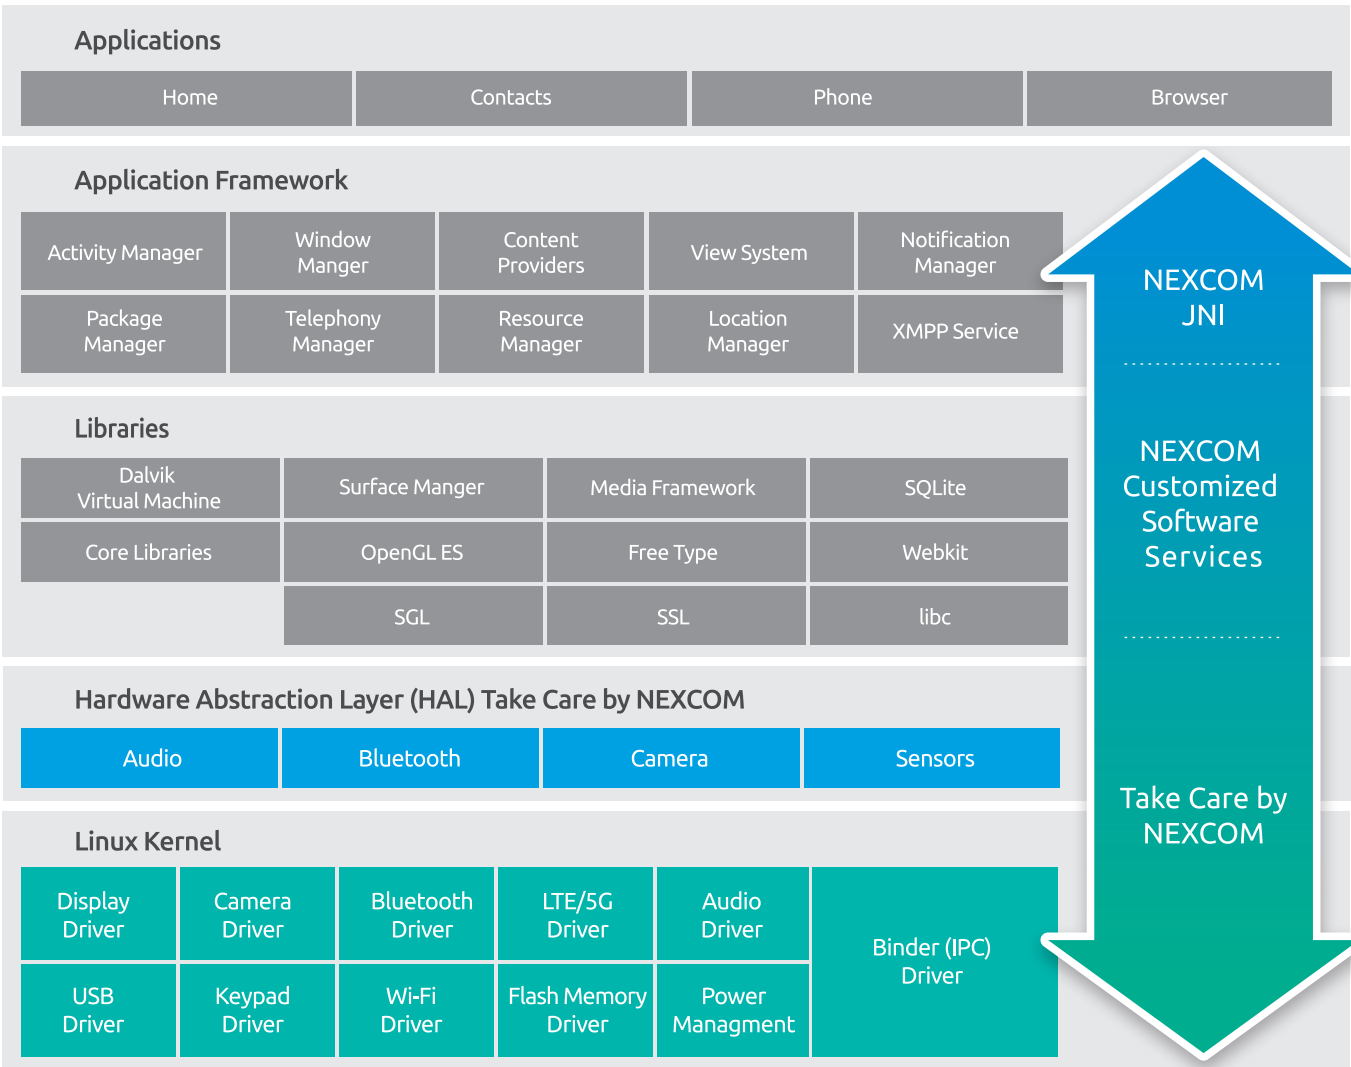 Applications
Home
Contacts
Phone
Browser
Application Framework
Activity Manager
Window
Manger
Content
Providers
View System
Notification
Manager
Package
Manager
Telephony
Manager
Resource
Manager
Location
Manager
XMPP Service
NEXCOM
JNI
Libraries
Dalvik
Virtual Machine
Surface Manger
Media Framework
SQLite
Core Libraries
OpenGL ES
Free Type
Webkit
SGL
SSL
libc
NEXCOM
Customized
Software
Services
Hardware Abstraction Layer (HAL) Take Care by NEXCOM
Audio
Bluetooth
Camera
Sensors
Take Care by
NEXCOM
Linux Kernel
Display
Driver
Camera
Driver
Bluetooth
Driver
LTE/5G
Driver
Audio
Driver
Binder (IPC)
Driver
USB
Driver
Keypad
Driver
Wi-Fi
Driver
Flash Memory
Driver
Power
Managment